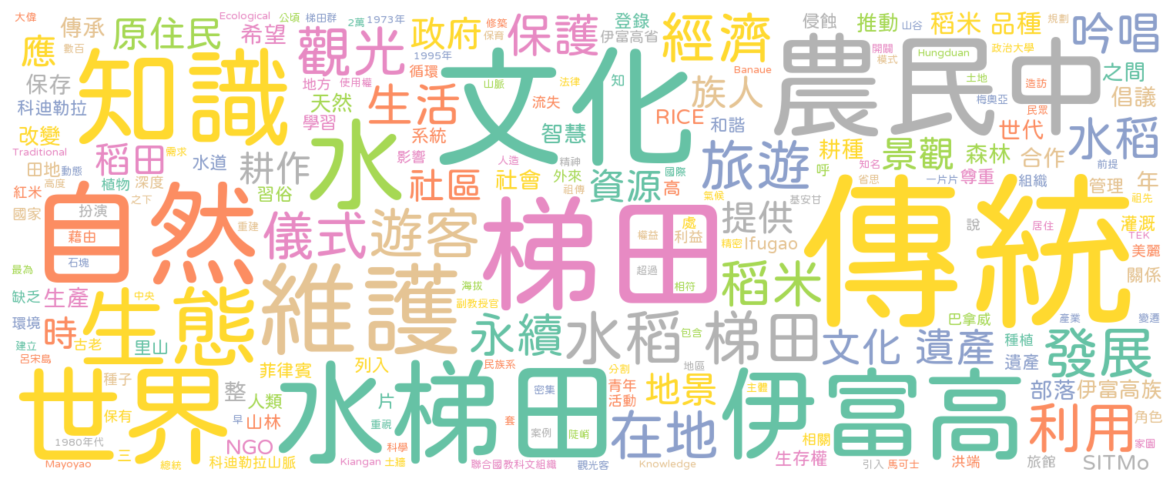 大偉
傳承
公頃
Ecological
梯田群
1973年
2萬
修築
保育
登錄
伊富高省
侵蝕
推動
山谷
稻米 品種
規劃
吟唱
應
數百
原住民
希望
觀光
政府
1995年
保護
經濟
農民中
開闢
模式
Hungduan
政治大學
土地
造訪
之間
保存
知識
地方
使用權
循環
山脈
文化
法律
知
Banaue
族人
倡議
科迪勒拉
天然
生活
流失
RICE
和諧
梅奧亞
民眾
世代
水稻
改變
學習
系統
智慧
Traditional
需求
稻田
水道
耕作
水
影響
人造
精神
國際
旅遊
耕種
知名
景觀
森林
合作
前提
田地
動態
植物
深度
習俗
社區
社會
外來
祖傳
資源
高
氣候
呼
省思
一片片
尊重
組織
管理
年
祖先
紅米
高度
之下
國家
扮演
自然
重建
儀式
遊客
梯田
處
權益
利益
提供
精密
Ifugao
基安甘
傳統
說
居住
灌溉
TEK
美麗
藉由
石塊
最為
維護
海拔
超過
相符
稻米
關係
缺乏
生產
中央
生態
副教授官
環境
時
古老
永續
水稻 梯田
包含
文化 遺產
巴拿威
種植
產業
變遷
建立
呂宋島
里山
民族系
地區
遺產
發展
世界
種子
整
菲律賓
列入
水梯田
分割
密集
青年
活動
地景
主體
伊富高
部落
伊富高族
保有
人類
片
重視
套
在地
利用
角色
早
山林
科學
案例
陡峭
相關
家園
1980年代
三
NGO
生存權
引入
馬可士
洪端
旅館
SITMo
Mayoyao
總統
科迪勒拉山脈
Kiangan
土牆
聯合國教科文組織
觀光客
Knowledge